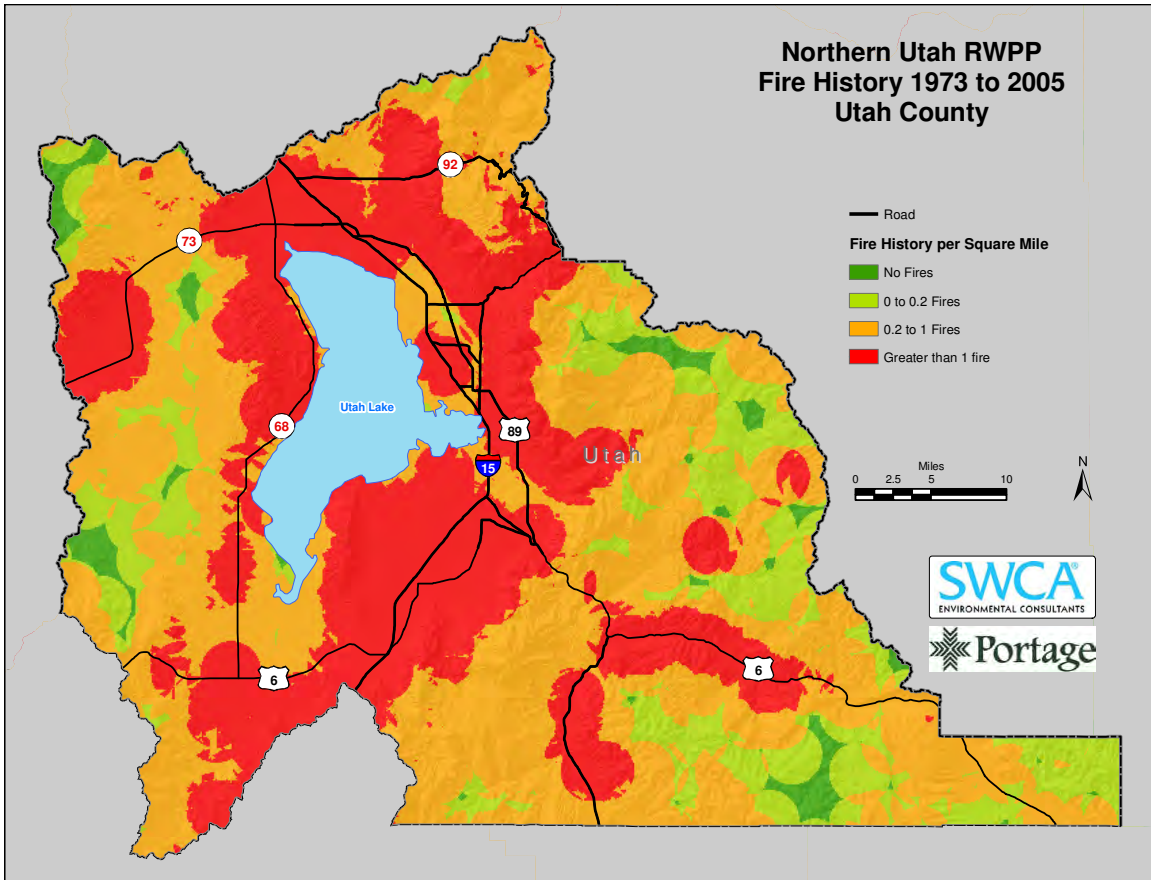 Northern Utah RWPP
Fire History 1973 to 2005
Utah County
Road
Fire History per Square Mile
No Fires
0 to 0.2 Fires
0.2 to 1 Fires
Greater than 1 fire
92
73
Utah Lake
68
89
Utah
15
6
6
Miles
0 2.5 5 10
N
SWCA®
ENVIRONMENTAL CONSULTANTS
Portage